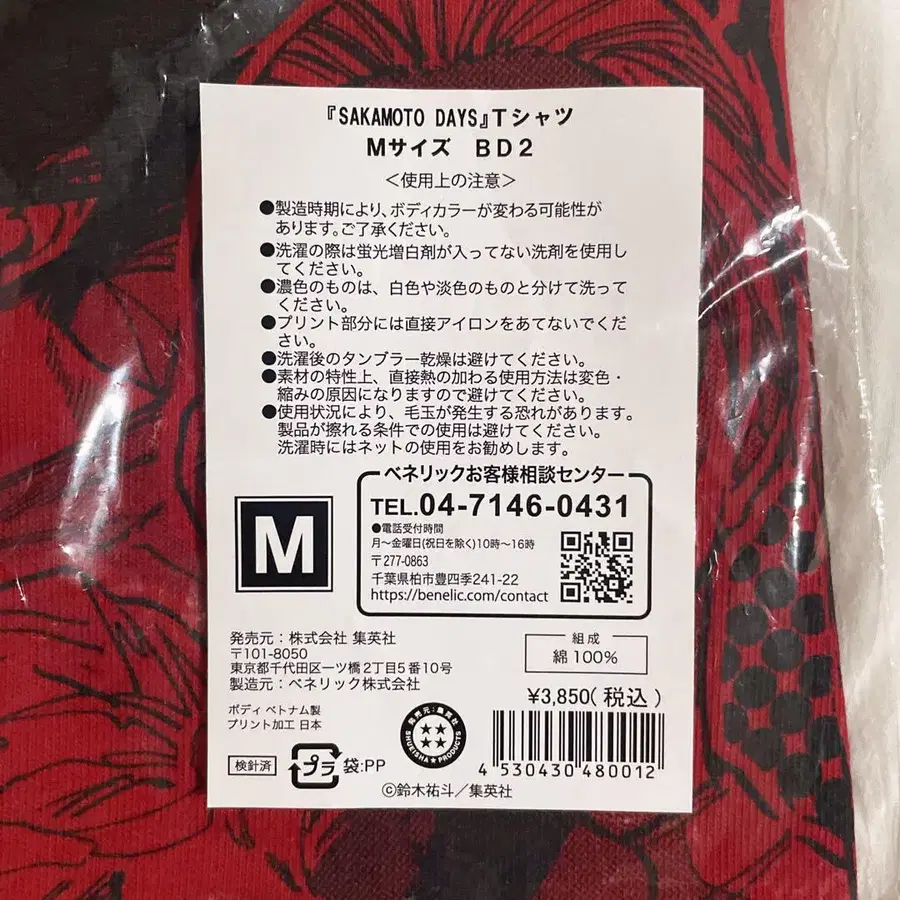 『SAKAMOTO DAYS』Tシャツ
Mサイズ BD2
＜使用上の注意＞
●製造時期により、ボディカラーが変わる可能性が
あります。ご了承ください。
●洗濯の際は蛍光増白剤が入ってない洗剤を使用し
てください。
●濃色のものは、白色や淡色のものと分けて洗って
ください。
●プリント部分には直接アイロンをあてないでくだ
さい。
●洗濯後のタンブラー乾燥は避けてください。
●素材の特性上、直接熱の加わる使用方法は変色・
縮みの原因になりますので避けてください。
●使用状況により、毛玉が発生する恐れがあります。
製品が擦れる条件での使用は避けてください。
洗濯時にはネットの使用をお勧めします。
M
ベネリックお客様相談センター
TEL.04-7146-0431
●電話受付時間
月～金曜日(祝日を除く)10時～16時
〒277-0863
千葉県柏市豊四季241-22
https://benelic.com/contact
発売元：株式会社 集英社
〒101-8050
東京都千代田区一ツ橋2丁目5番10号
製造元：ベネリック株式会社
ボディ ベトナム製
プリント加工 日本
組成
綿 100%
¥3,850(税込)
検針済
プラ 袋:PP
発売元：集英社
SHUEISHA★PRODUCTS
4 530430 480012
©鈴木祐斗／集英社